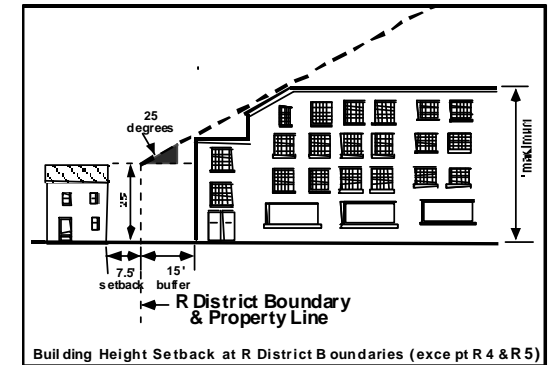 25
degrees
25'
7.5'
setback
15'
buffer
R District Boundary
& Property Line
Building Height Setback at R District Boundaries (except R4 & R5)